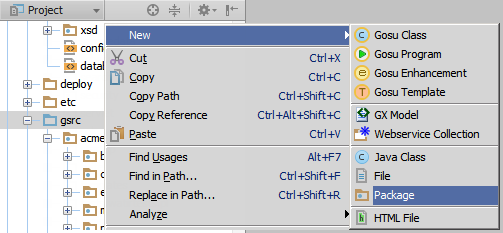 Project
xsd
confi
datal
deploy
etc
gsrc
acme
New
Cut Ctrl+X
Copy Ctrl+C
Copy Path Ctrl+Shift+C
Copy Reference Ctrl+Alt+Shift+C
Paste Ctrl+V
Find Usages Alt+F7
Find in Path... Ctrl+Shift+F
Replace in Path... Ctrl+Shift+R
Analyze
Gosu Class
Gosu Program
Gosu Enhancement
Gosu Template
GX Model
Webservice Collection
Java Class
File
Package
HTML File